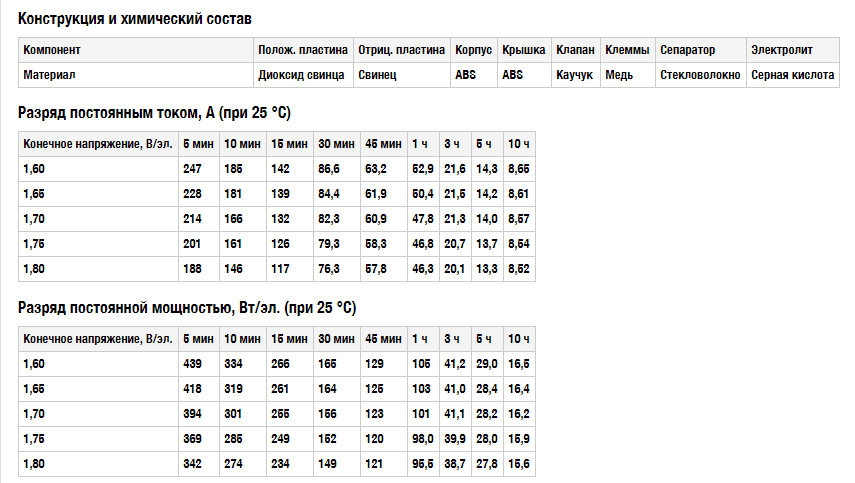 Конструкция и химический состав
Компонент Полож. пластина Отриц. пластина Корпус Крышка Клапан Клеммы Сепаратор Электролит
Материал Диоксид свинца Свинец ABS ABS Каучук Медь Стекловолокно Серная кислота
Разряд постоянным током, А (при 25 °C)
Конечное напряжение, В/эл. 5 мин 10 мин 15 мин 30 мин 45 мин 1 ч 3 ч 5 ч 10 ч
1,60 247 185 142 86,6 63,2 52,9 21,6 14,3 8,65
1,65 228 181 139 84,4 61,9 50,4 21,5 14,2 8,61
1,70 214 166 132 82,3 60,9 47,8 21,3 14,0 8,57
1,75 201 161 126 79,3 58,3 46,8 20,7 13,7 8,54
1,80 188 146 117 76,3 57,8 46,3 20,1 13,3 8,52
Разряд постоянной мощностью, Вт/эл. (при 25 °C)
Конечное напряжение, В/эл. 5 мин 10 мин 15 мин 30 мин 45 мин 1 ч 3 ч 5 ч 10 ч
1,60 439 334 266 165 129 105 41,2 29,0 16,5
1,65 418 319 261 164 125 103 41,0 28,4 16,4
1,70 394 301 255 156 123 101 41,1 28,2 16,2
1,75 369 285 249 152 120 98,0 39,9 28,0 15,9
1,80 342 274 234 149 121 95,5 38,7 27,8 15,6